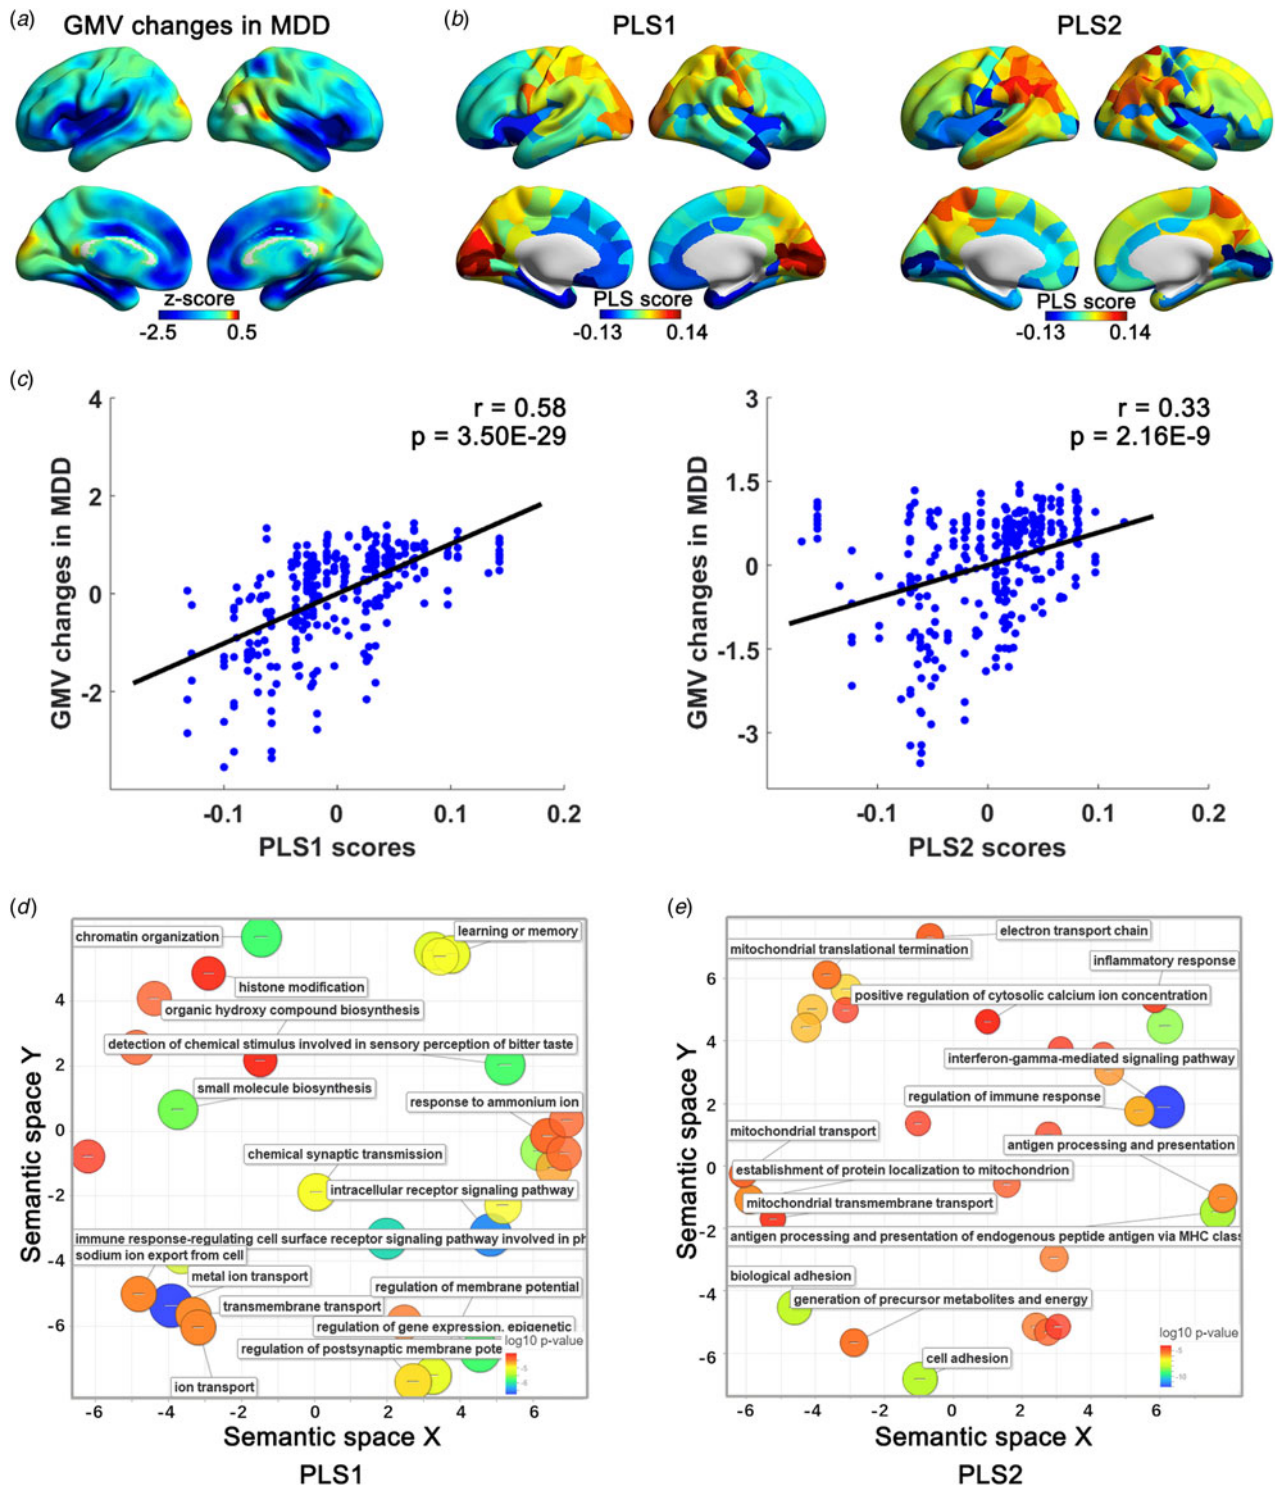 (a) GMV changes in MDD
(b) PLS1 PLS2
z-score
-2.5 0.5
PLS score
-0.13 0.14
PLS score
-0.13 0.14
(c)
4
2
0
-2
GMV changes in MDD
r = 0.58
p = 3.50E-29
-0.1 0 0.1 0.2
PLS1 scores
3
1.5
0
-1.5
-3
GMV changes in MDD
r = 0.33
p = 2.16E-9
-0.1 0 0.1 0.2
PLS2 scores
(d)
chromatin organization
learning or memory
histone modification
organic hydroxy compound biosynthesis
detection of chemical stimulus involved in sensory perception of bitter taste
small molecule biosynthesis
response to ammonium ion
chemical synaptic transmission
intracellular receptor signaling pathway
immune response-regulating cell surface receptor signaling pathway involved in ph
sodium ion export from cell
metal ion transport
regulation of membrane potential
transmembrane transport
regulation of gene expression, epigenetic
regulation of postsynaptic membrane pote
ion transport
log10 p-value
4
2
0
-2
-4
-6
Semantic space Y
-6 -4 -2 0 2 4 6
Semantic space X
PLS1
(e)
electron transport chain
mitochondrial translational termination
inflammatory response
positive regulation of cytosolic calcium ion concentration
interferon-gamma-mediated signaling pathway
regulation of immune response
mitochondrial transport
antigen processing and presentation
establishment of protein localization to mitochondrion
mitochondrial transmembrane transport
antigen processing and presentation of endogenous peptide antigen via MHC class
biological adhesion
generation of precursor metabolites and energy
cell adhesion
log10 p-value
-5
-10
6
4
2
0
-2
-4
-6
Semantic space Y
-6 -4 -2 0 2 4 6
Semantic space X
PLS2